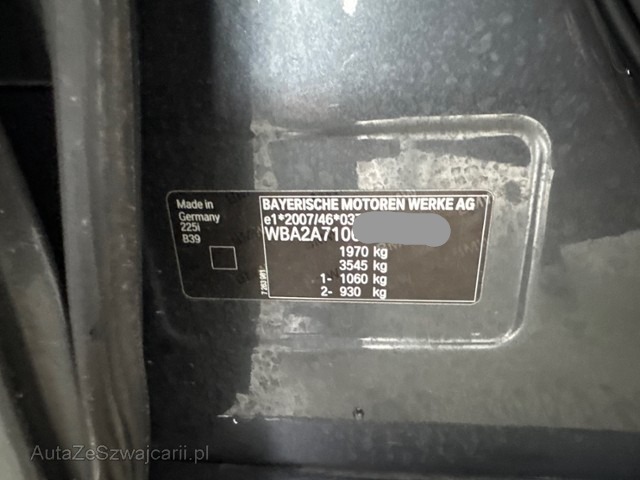 Made in
Germany
225i
B39
BAYERISCHE MOTOREN WERKE AG
e1*2007/46*037
WBA2A710
1970 kg
3545 kg
1- 1060 kg
2- 930 kg
AutaZeSzwajcarii.pl